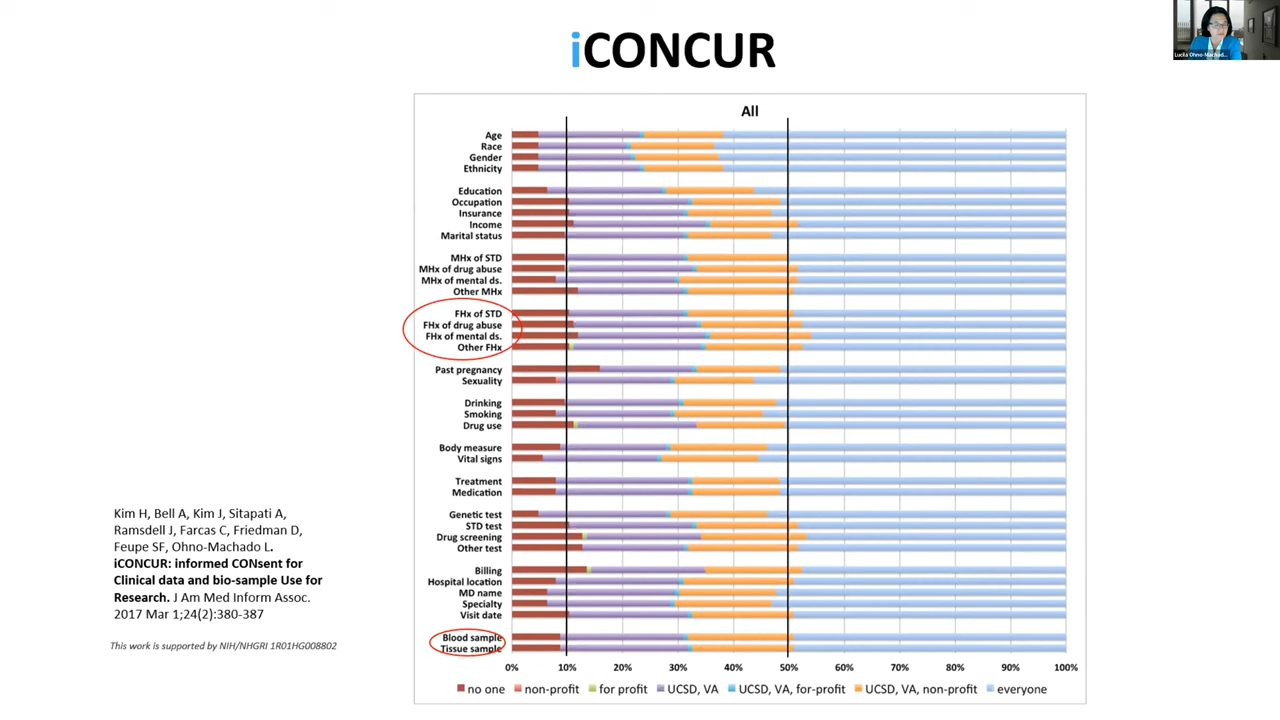 iCONCUR
Lucila Ohno-Machad...
All
Age
Race
Gender
Ethnicity
Education
Occupation
Insurance
Income
Marital status
MHx of STD
MHx of drug abuse
MHx of mental ds.
Other MHx
FHx of STD
FHx of drug abuse
FHx of mental ds.
Other FHx
Past pregnancy
Sexuality
Drinking
Smoking
Drug use
Body measure
Vital signs
Treatment
Medication
Genetic test
STD test
Drug screening
Other test
Billing
Hospital location
MD name
Specialty
Visit date
Blood sample
Tissue sample
0% 10% 20% 30% 40% 50% 60% 70% 80% 90% 100%
no one non-profit for profit UCSD, VA UCSD, VA, for-profit UCSD, VA, non-profit everyone
Kim H, Bell A, Kim J, Sitapati A,
Ramsdell J, Farcas C, Friedman D,
Feupe SF, Ohno-Machado L.
iCONCUR: informed CONsent for
Clinical data and bio-sample Use for
Research. J Am Med Inform Assoc.
2017 Mar 1;24(2):380-387
This work is supported by NIH/NHGRI 1R01HG008802